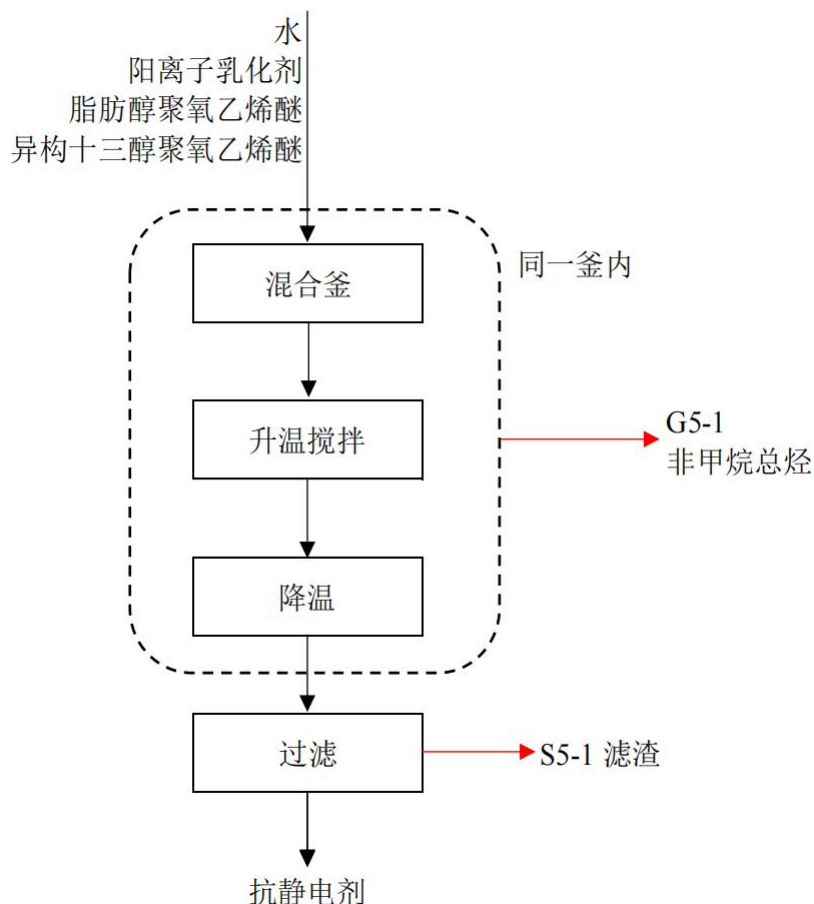 水
阳离子乳化剂
脂肪醇聚氧乙烯醚
异构十三醇聚氧乙烯醚
混合釜
同一釜内
升温搅拌
G5-1
非甲烷总烃
降温
过滤
S5-1 滤渣
抗静电剂